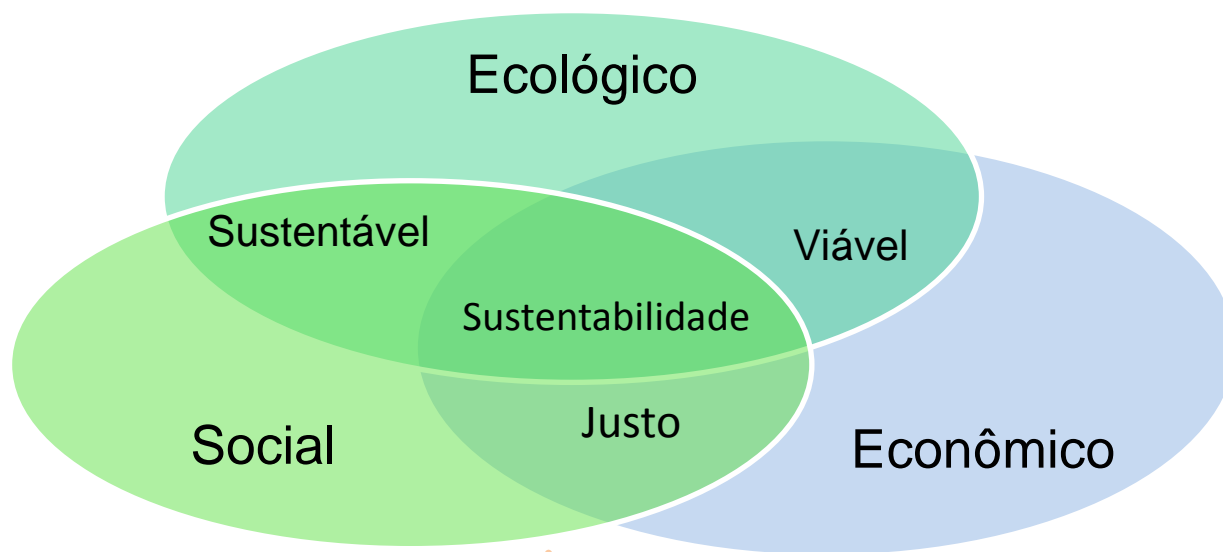 Ecológico
Sustentável
Viável
Sustentabilidade
Justo
Social
Econômico